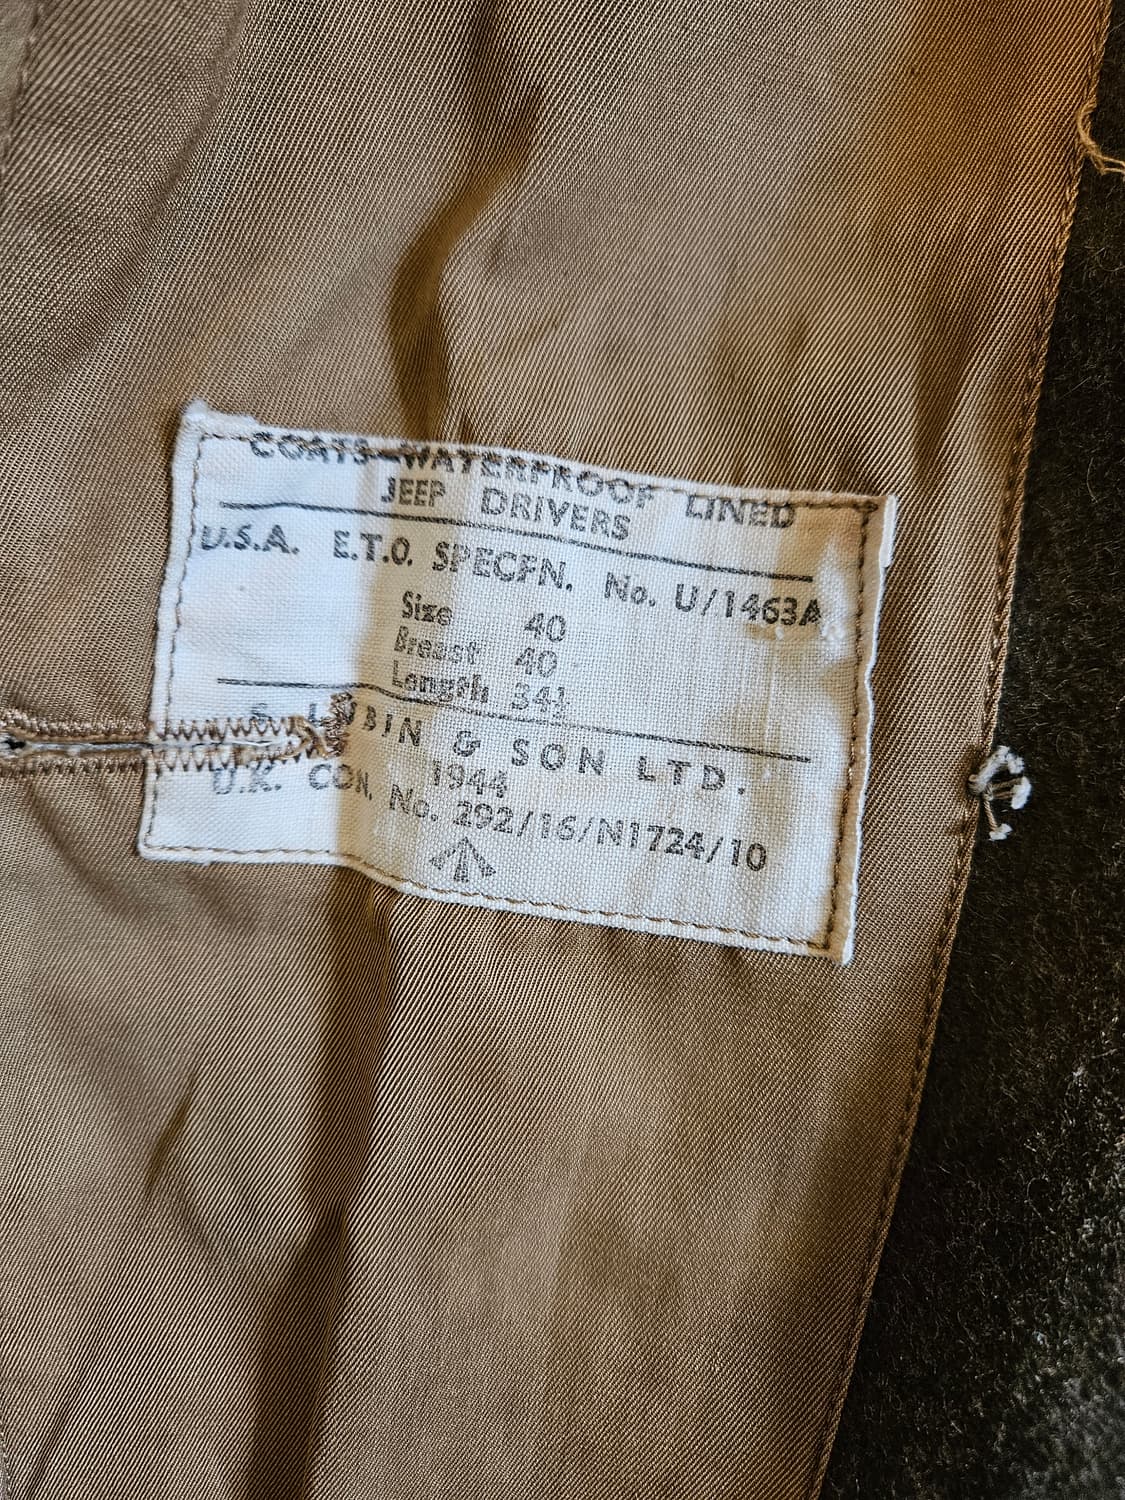 COATS-WATERPROOF LINED
JEEP DRIVERS
U.S.A. E.T.O. SPECFN. No. U/1463A
Size 40
Breast 40
Length 34½
S. LUBIN & SON LTD.
1944
U.K. CON. No. 292/16/N1724/10